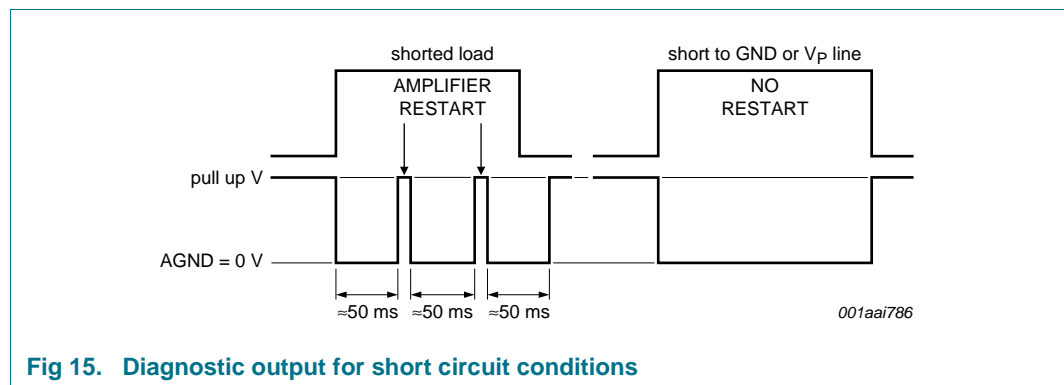 shorted load
short to GND or VP line
AMPLIFIER
RESTART
NO
RESTART
pull up V
AGND = 0 V
≈50 ms ≈50 ms ≈50 ms
001aai786
Fig 15. Diagnostic output for short circuit conditions